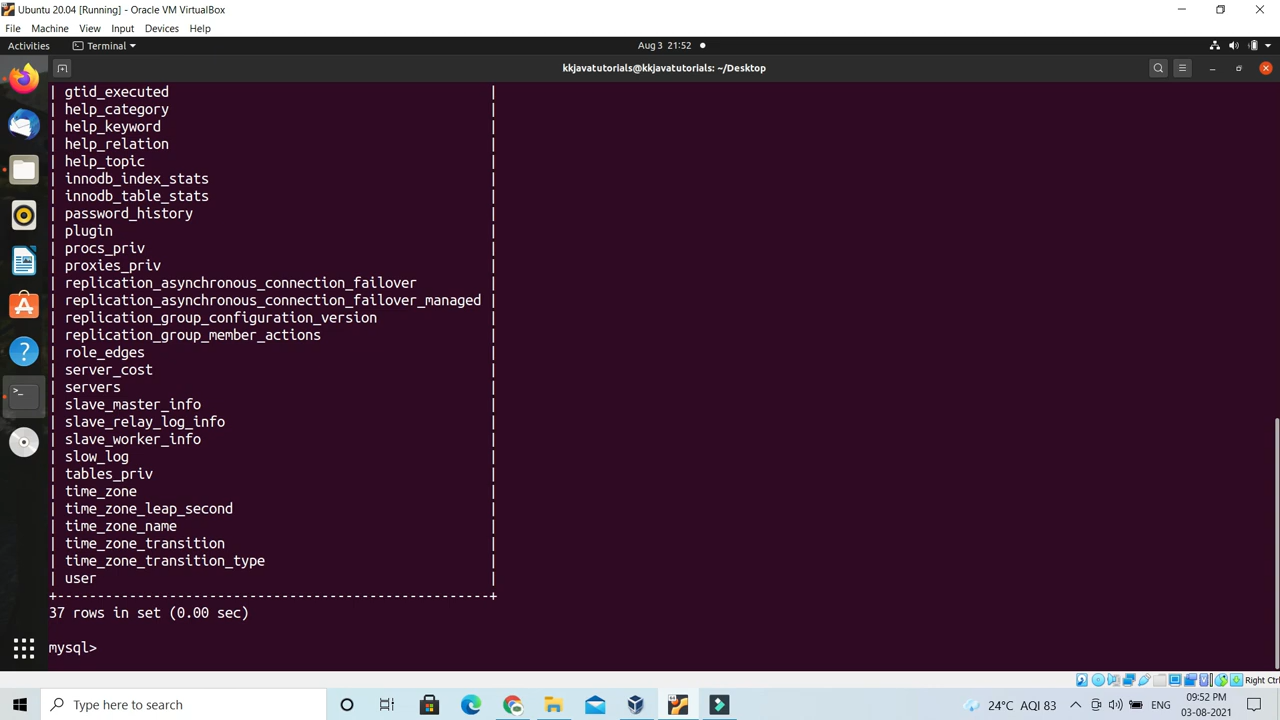 Ubuntu 20.04 [Running] - Oracle VM VirtualBox
File Machine View Input Devices Help
Activities Terminal Aug 3 21:52
kkjavatutorials@kkjavatutorials: ~/Desktop
| gtid_executed |
| help_category |
| help_keyword |
| help_relation |
| help_topic |
| innodb_index_stats |
| innodb_table_stats |
| password_history |
| plugin |
| procs_priv |
| proxies_priv |
| replication_asynchronous_connection_failover |
| replication_asynchronous_connection_failover_managed |
| replication_group_configuration_version |
| replication_group_member_actions |
| role_edges |
| server_cost |
| servers |
| slave_master_info |
| slave_relay_log_info |
| slave_worker_info |
| slow_log |
| tables_priv |
| time_zone |
| time_zone_leap_second |
| time_zone_name |
| time_zone_transition |
| time_zone_transition_type |
| user |
+------------------------------------------------------+
37 rows in set (0.00 sec)
mysql>
Right Ctrl
Type here to search
24°C AQI 83
ENG
09:52 PM
03-08-2021